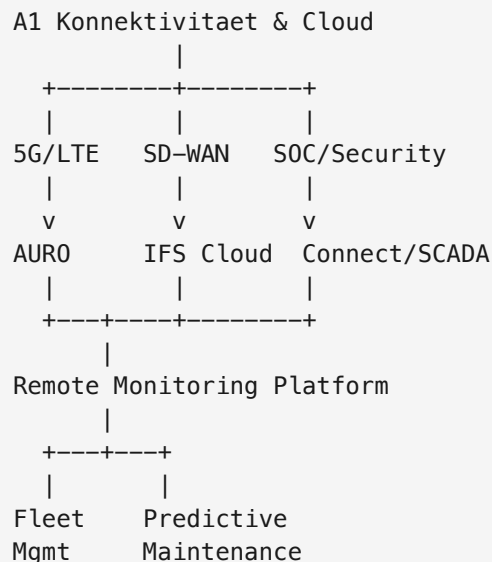 A1 Konnektivitaet & Cloud
|
+--------+--------+
| | |
5G/LTE SD-WAN SOC/Security
| | |
v v v
AURO IFS Cloud Connect/SCADA
| | |
+---+----+--------+
|
Remote Monitoring Platform
|
+---+---+
| |
Fleet Predictive
Mgmt Maintenance